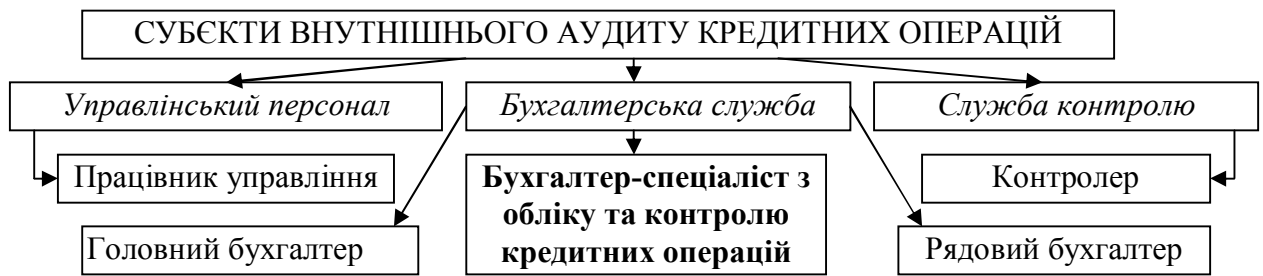 СУБЄКТИ ВНУТНІШНЬОГО АУДИТУ КРЕДИТНИХ ОПЕРАЦІЙ
Управлінський персонал
Бухгалтерська служба
Служба контролю
Працівник управління
Бухгалтер-спеціаліст з
обліку та контролю
кредитних операцій
Контролер
Головний бухгалтер
Рядовий бухгалтер